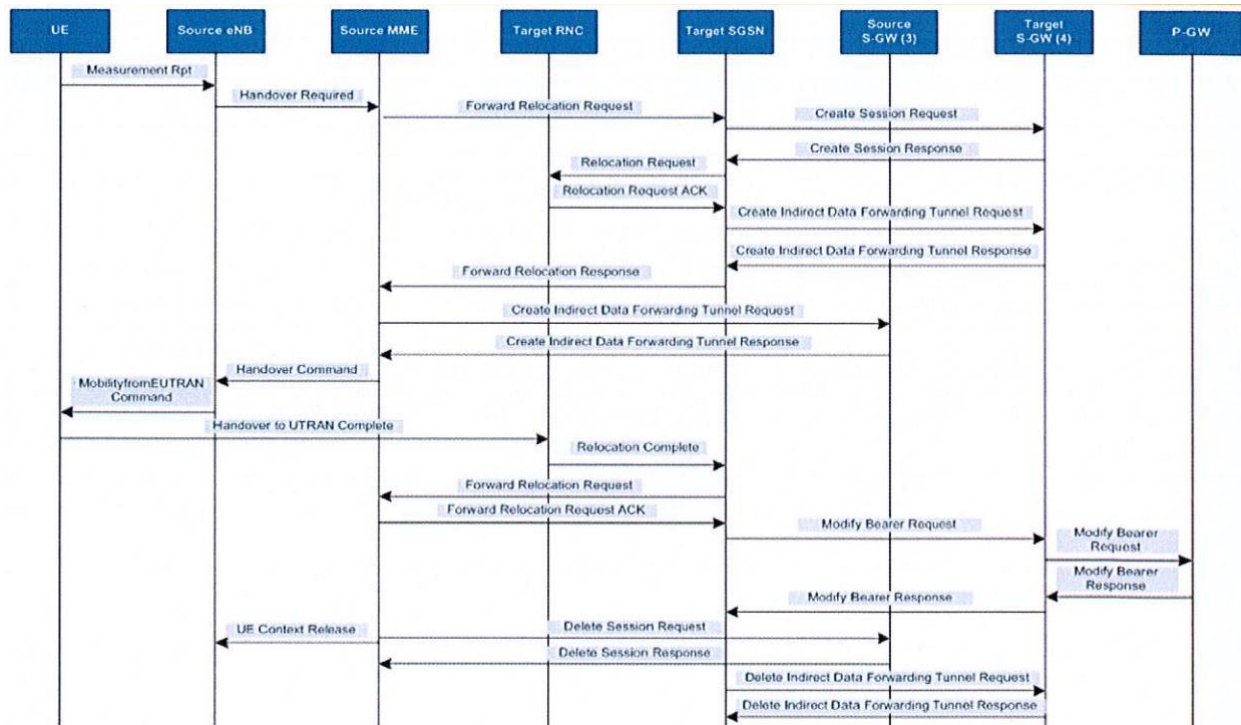 UE
Source eNB
Source MME
Target RNC
Target SGSN
Source
S-GW (3)
Target
S-GW (4)
P-GW
Measurement Rpt
Handover Required
Forward Relocation Request
Create Session Request
Create Session Response
Relocation Request
Relocation Request ACK
Create Indirect Data Forwarding Tunnel Request
Create Indirect Data Forwarding Tunnel Response
Forward Relocation Response
Create Indirect Data Forwarding Tunnel Request
Create Indirect Data Forwarding Tunnel Response
Handover Command
MobilityfromEUTRAN
Command
Handover to UTRAN Complete
Relocation Complete
Forward Relocation Request
Forward Relocation Request ACK
Modify Bearer Request
Modify Bearer
Request
Modify Bearer
Response
Modify Bearer Response
UE Context Release
Delete Session Request
Delete Session Response
Delete Indirect Data Forwarding Tunnel Request
Delete Indirect Data Forwarding Tunnel Response